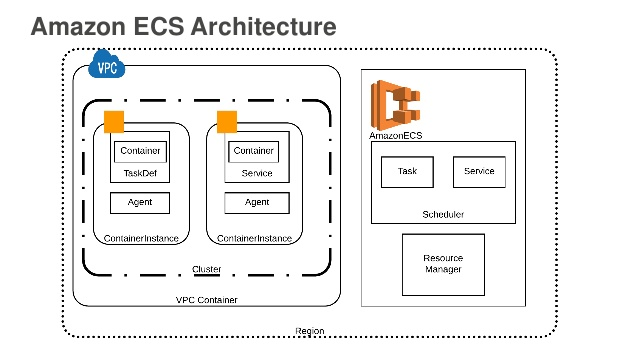 Amazon ECS Architecture
VPC
Container
TaskDef
Agent
ContainerInstance
Container
Service
Agent
ContainerInstance
Cluster
VPC Container
AmazonECS
Task
Service
Scheduler
Resource
Manager
Region